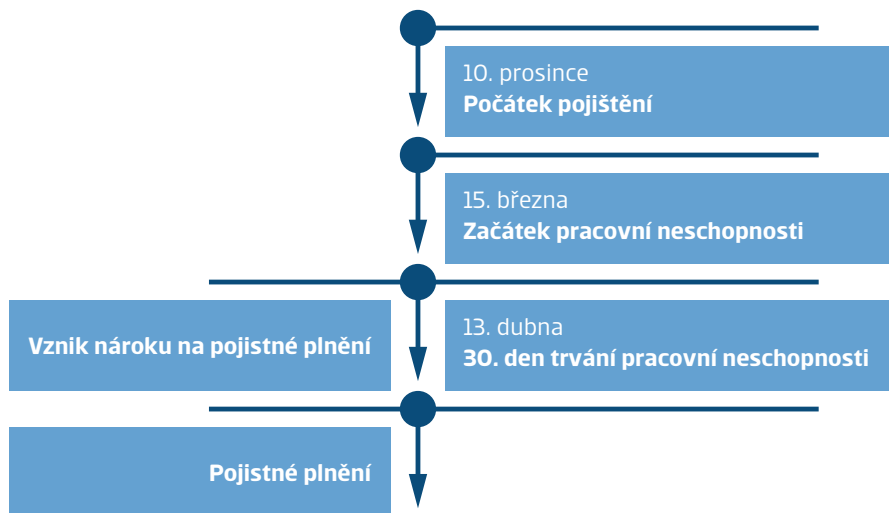 10. prosince
Počátek pojištění
15. března
Začátek pracovní neschopnosti
Vznik nároku na pojistné plnění
13. dubna
30. den trvání pracovní neschopnosti
Pojistné plnění